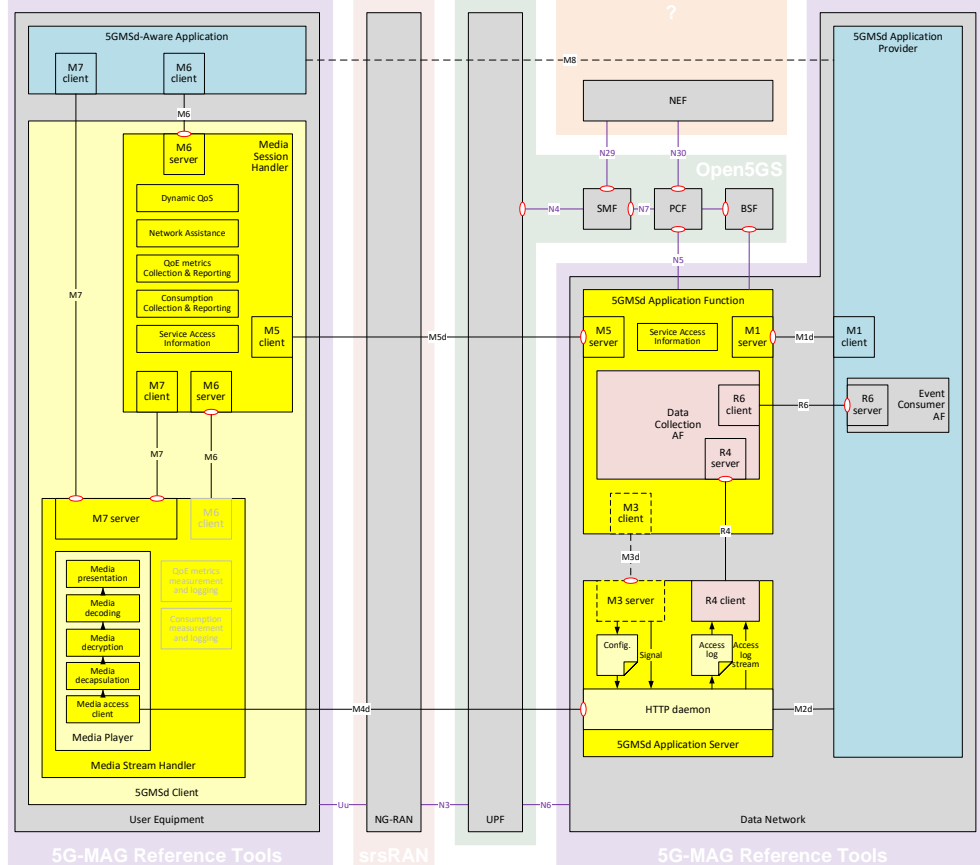 ?
5GMSd-Aware Application
M7
client
M6
client
M8
5GMSd Application
Provider
NEF
M6
M6
server
Media
Session
Handler
N29
N30
Open5GS
Dynamic QoS
N4
SMF
N7
PCF
BSF
Network Assistance
N5
QoE metrics
Collection & Reporting
M7
Consumption
Collection & Reporting
5GMSd Application Function
Service Access
Information
M5
client
M5d
M5
server
Service Access
Information
M1
server
M1d
M1
client
M7
client
M6
server
Data
Collection
AF
R6
client
R6
R6
server
Event
Consumer
AF
M7
M6
R4
server
M7 server
M6
client
M3
client
R4
M3d
Media
presentation
QoE metrics
measurement
and logging
Media
decoding
M3 server
R4 client
Consumption
measurement
and logging
Media
decryption
Config.
Signal
Access
log
Access
log
stream
Media
decapsulation
Media access
client
M4d
HTTP daemon
M2d
Media Player
5GMSd Application Server
Media Stream Handler
5GMSd Client
Uu
N3
N6
User Equipment
NG-RAN
UPF
Data Network
5G-MAG Reference Tools
srsRAN
5G-MAG Reference Tools